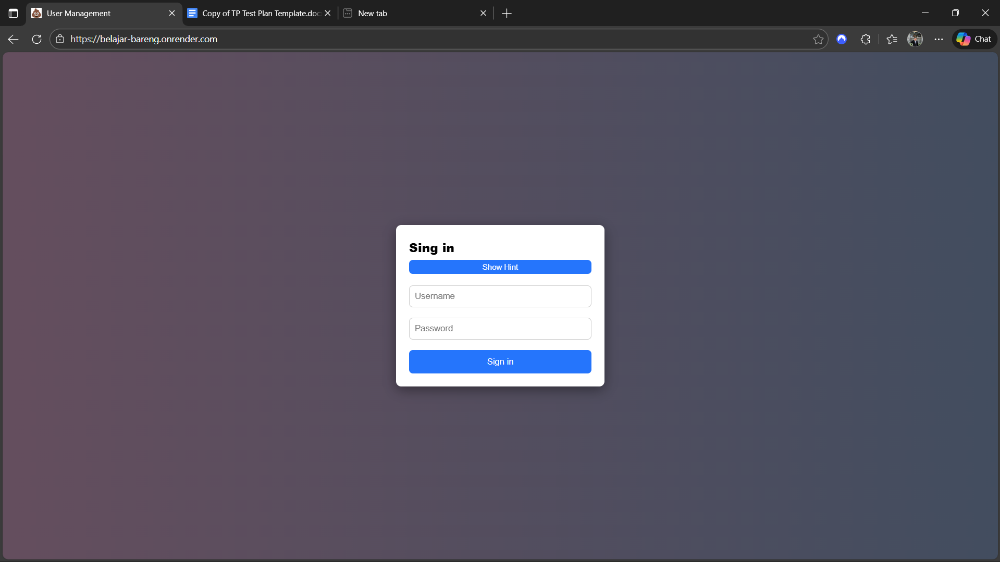 User Management
Copy of TP Test Plan Template.doc
New tab
https://belajar-bareng.onrender.com
Chat
Sing in
Show Hint
Username
Password
Sign in